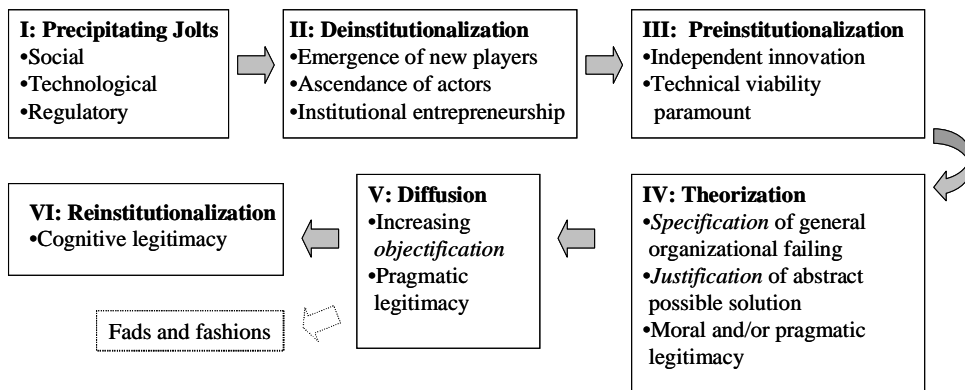 I: Precipitating Jolts
•Social
•Technological
•Regulatory
II: Deinstitutionalization
•Emergence of new players
•Ascendance of actors
•Institutional entrepreneurship
III:  Preinstitutionalization
•Independent innovation
•Technical viability
paramount
IV: Theorization
•Specification of general
organizational failing
•Justification of abstract
possible solution
•Moral and/or pragmatic
legitimacy
V: Diffusion
•Increasing
objectification
•Pragmatic
legitimacy
VI: Reinstitutionalization
•Cognitive legitimacy
Fads and fashions